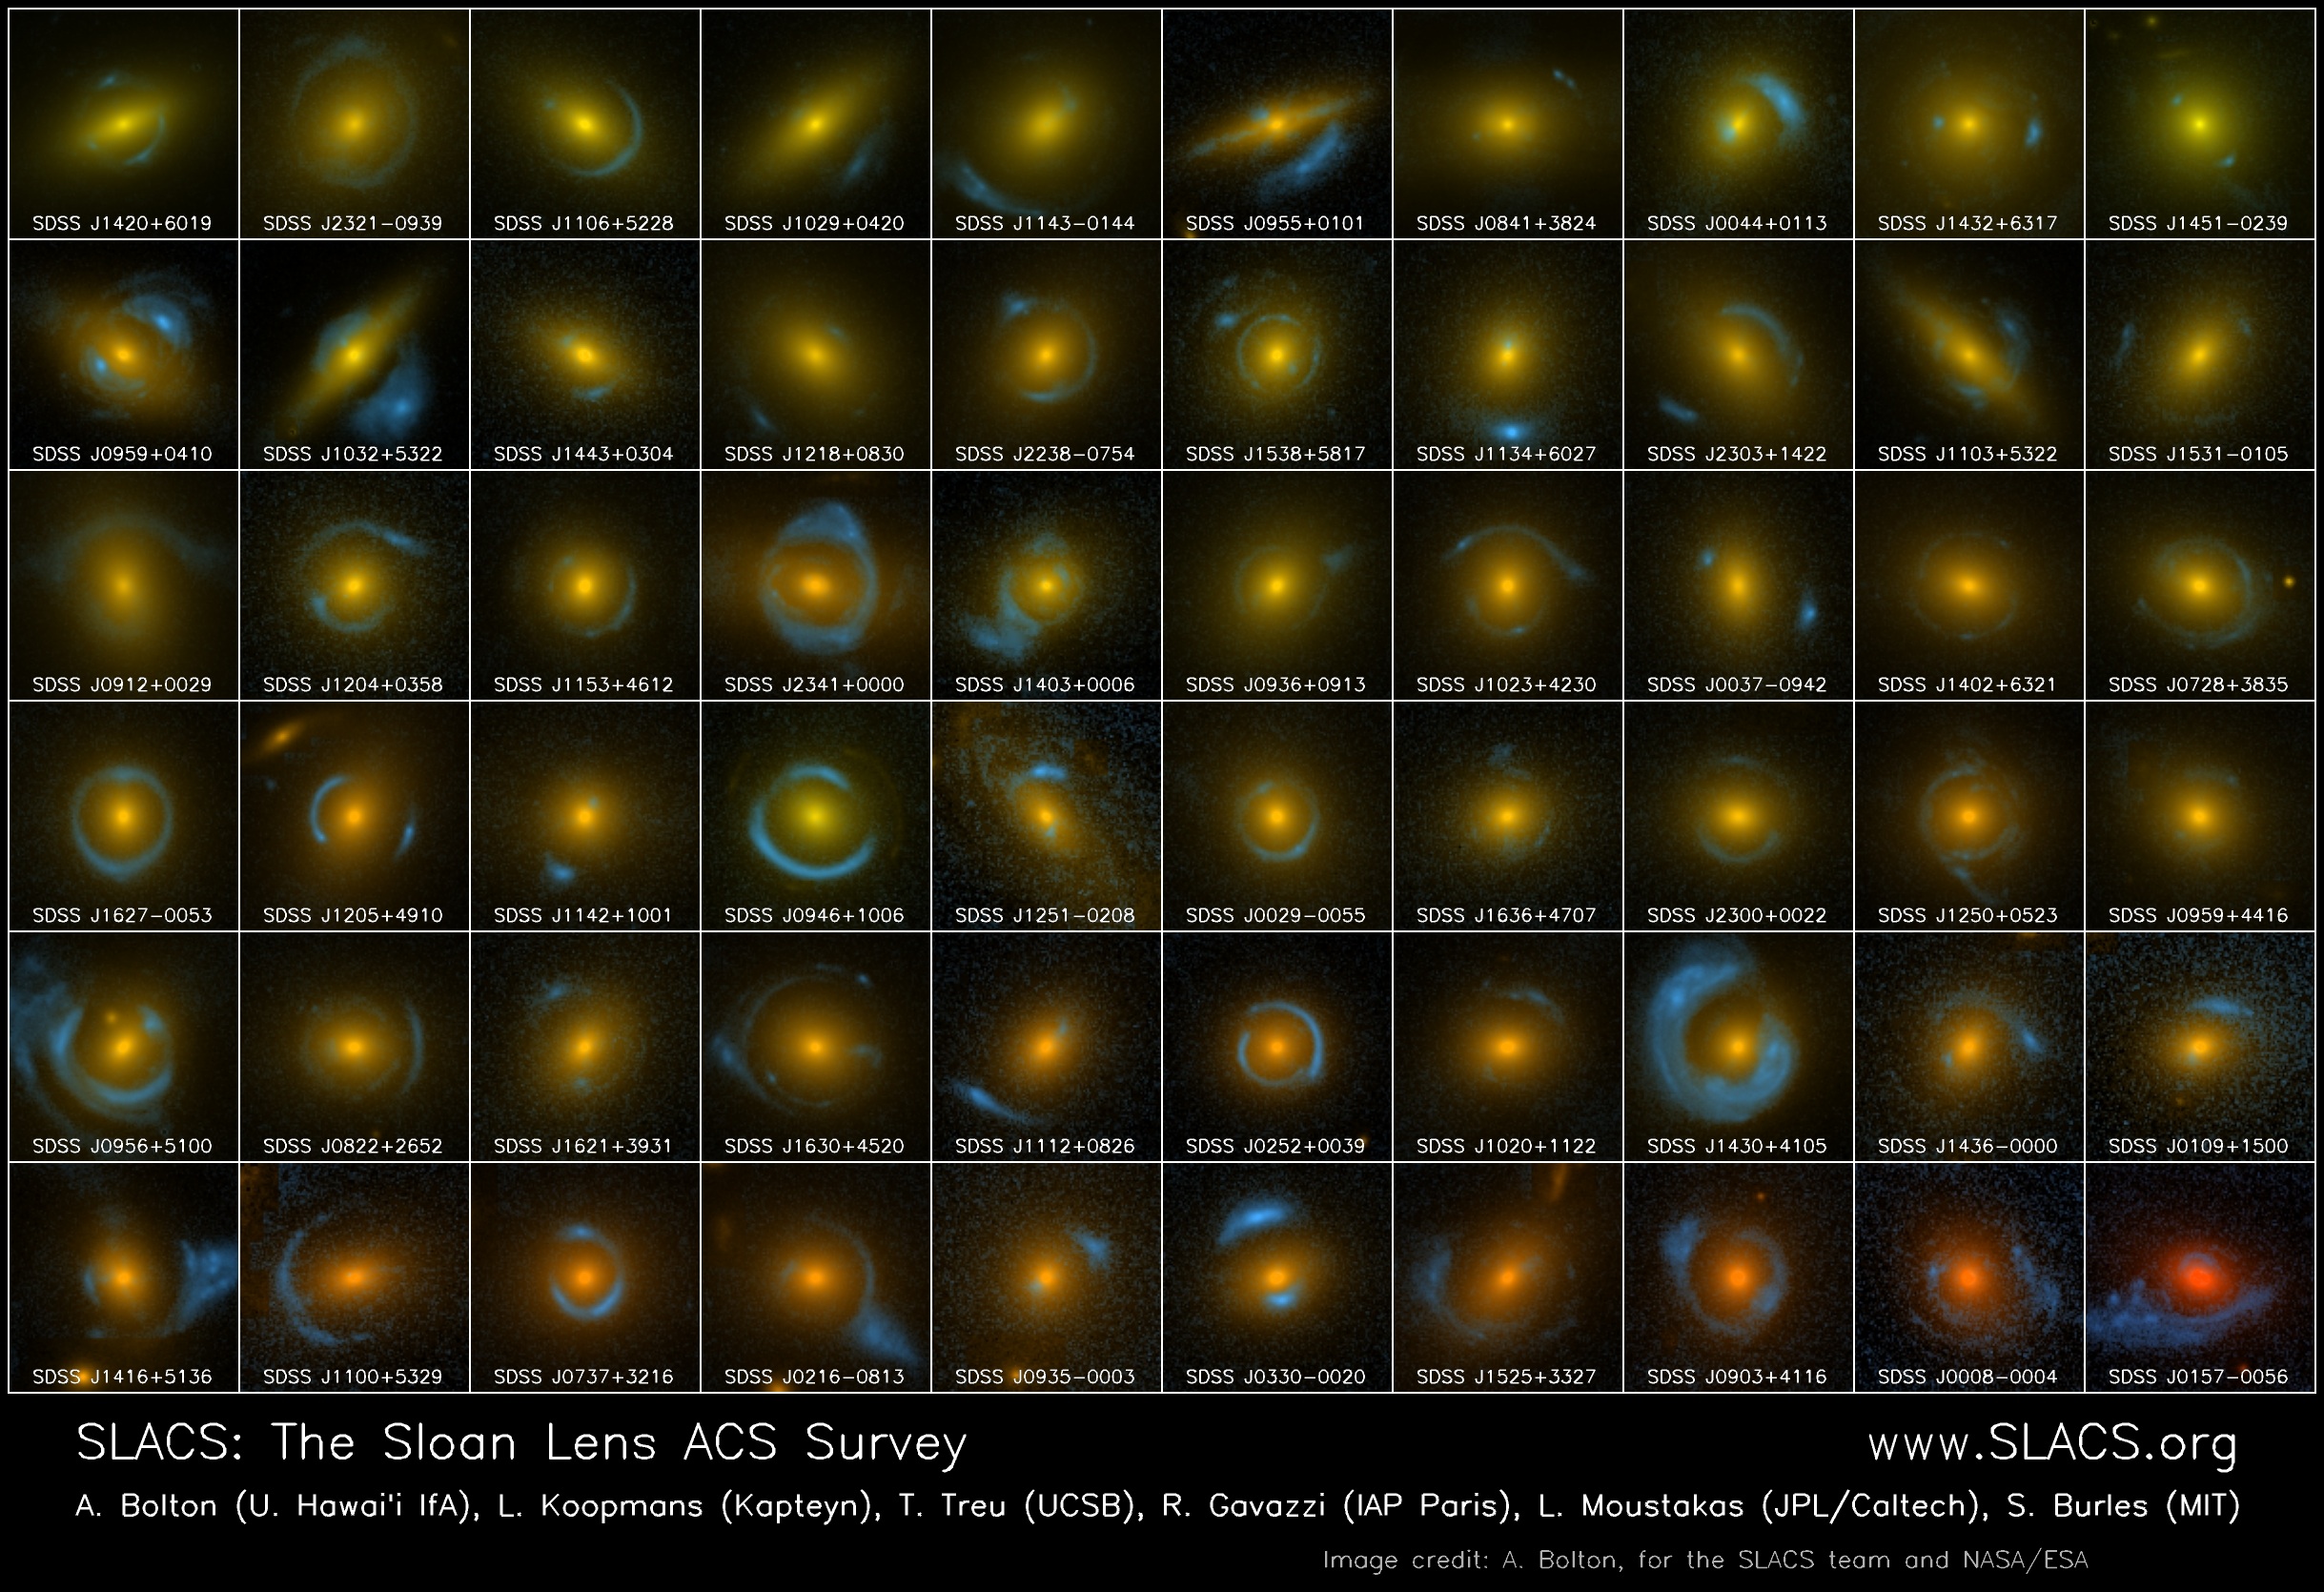 SDSS J1420+6019 SDSS J2321−0939 SDSS J1106+5228 SDSS J1029+0420 SDSS J1143−0144 SDSS J0955+0101 SDSS J0841+3824 SDSS J0044+0113 SDSS J1432+6317 SDSS J1451−0239
SDSS J0959+0410 SDSS J1032+5322 SDSS J1443+0304 SDSS J1218+0830 SDSS J2238−0754 SDSS J1538+5817 SDSS J1134+6027 SDSS J2303+1422 SDSS J1103+5322 SDSS J1531−0105
SDSS J0912+0029 SDSS J1204+0358 SDSS J1153+4612 SDSS J2341+0000 SDSS J1403+0006 SDSS J0936+0913 SDSS J1023+4230 SDSS J0037−0942 SDSS J1402+6321 SDSS J0728+3835
SDSS J1627−0053 SDSS J1205+4910 SDSS J1142+1001 SDSS J0946+1006 SDSS J1251−0208 SDSS J0029−0055 SDSS J1636+4707 SDSS J2300+0022 SDSS J1250+0523 SDSS J0959+4416
SDSS J0956+5100 SDSS J0822+2652 SDSS J1621+3931 SDSS J1630+4520 SDSS J1112+0826 SDSS J0252+0039 SDSS J1020+1122 SDSS J1430+4105 SDSS J1436−0000 SDSS J0109+1500
SDSS J1416+5136 SDSS J1100+5329 SDSS J0737+3216 SDSS J0216−0813 SDSS J0935−0003 SDSS J0330−0020 SDSS J1525+3327 SDSS J0903+4116 SDSS J0008−0004 SDSS J0157−0056
SLACS: The Sloan Lens ACS Survey www.SLACS.org
A. Bolton (U. Hawai'i IfA), L. Koopmans (Kapteyn), T. Treu (UCSB), R. Gavazzi (IAP Paris), L. Moustakas (JPL/Caltech), S. Burles (MIT)
Image credit: A. Bolton, for the SLACS team and NASA/ESA